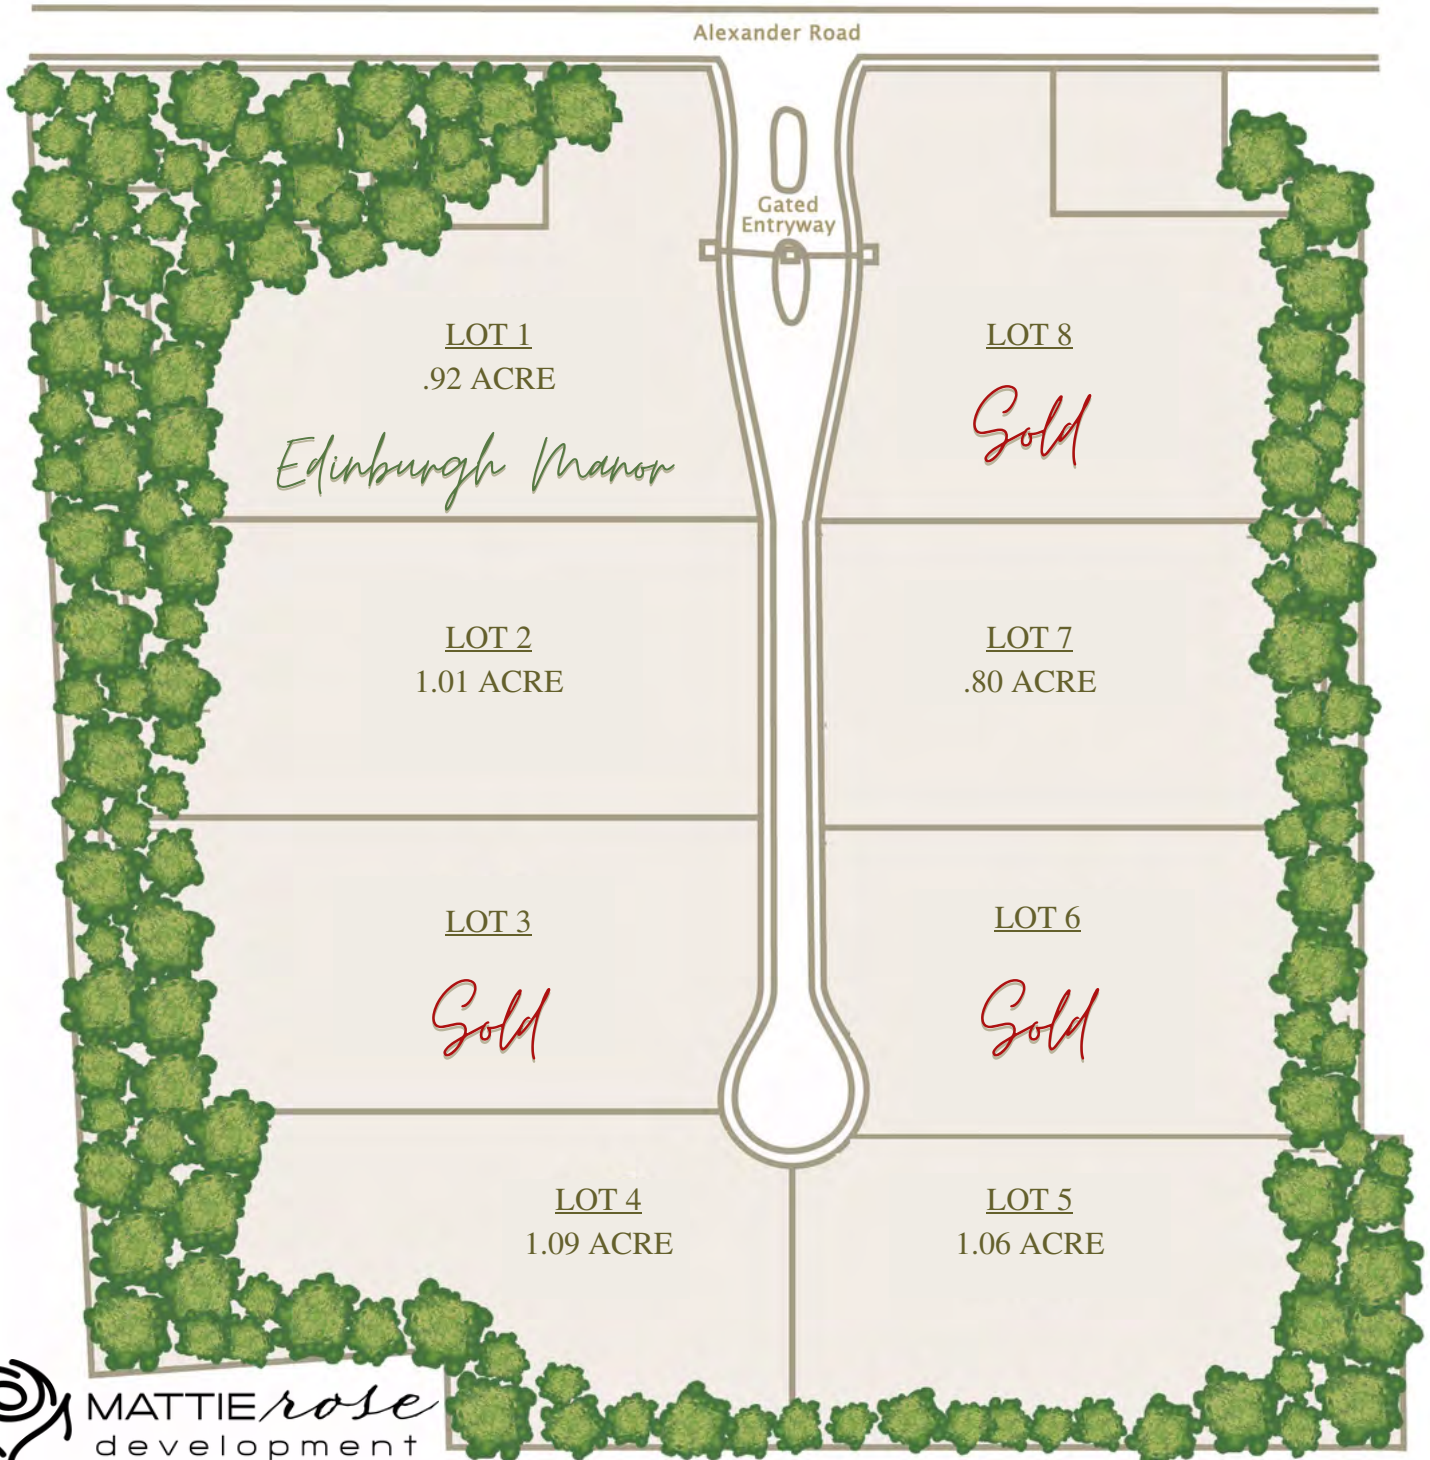 Alexander Road
Gated
Entryway
LOT 1
.92 ACRE
Edinburgh Manor
LOT 8
Sold
LOT 2
1.01 ACRE
LOT 7
.80 ACRE
LOT 3
Sold
LOT 6
Sold
LOT 4
1.09 ACRE
LOT 5
1.06 ACRE
MATTIE rose
development